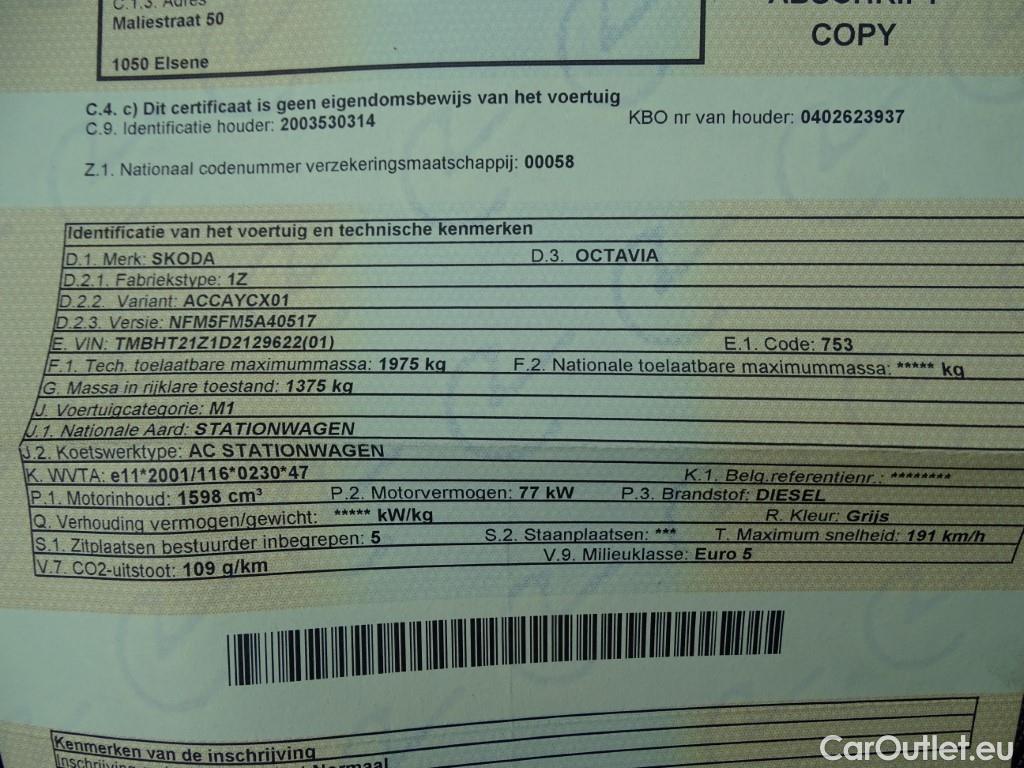 C.1.3. Adres
Maliestraat 50
1050 Elsene
COPY
C.4. c) Dit certificaat is geen eigendomsbewijs van het voertuig
C.9. Identificatie houder: 2003530314 KBO nr van houder: 0402623937
Z.1. Nationaal codenummer verzekeringsmaatschappij: 00058
Identificatie van het voertuig en technische kenmerken
D.1. Merk: SKODA D.3. OCTAVIA
D.2.1. Fabriekstype: 1Z
D.2.2. Variant: ACCAYCX01
D.2.3. Versie: NFM5FM5A40517
E. VIN: TMBHT21Z1D2129622(01) E.1. Code: 753
F.1. Tech. toelaatbare maximummassa: 1975 kg F.2. Nationale toelaatbare maximummassa: ***** kg
G. Massa in rijklare toestand: 1375 kg
J. Voertuigcategorie: M1
J.1. Nationale Aard: STATIONWAGEN
J.2. Koetswerktype: AC STATIONWAGEN
K. WVTA: e11*2001/116*0230*47 K.1. Belg.referentienr.: ********
P.1. Motorinhoud: 1598 cm³ P.2. Motorvermogen: 77 kW P.3. Brandstof: DIESEL
Q. Verhouding vermogen/gewicht: ***** kW/kg R. Kleur: Grijs
S.1. Zitplaatsen bestuurder inbegrepen: 5 S.2. Staanplaatsen: *** T. Maximum snelheid: 191 km/h
V.7. CO2-uitstoot: 109 g/km V.9. Milieuklasse: Euro 5
Kenmerken van de inschrijving
Normaal
CarOutlet.eu